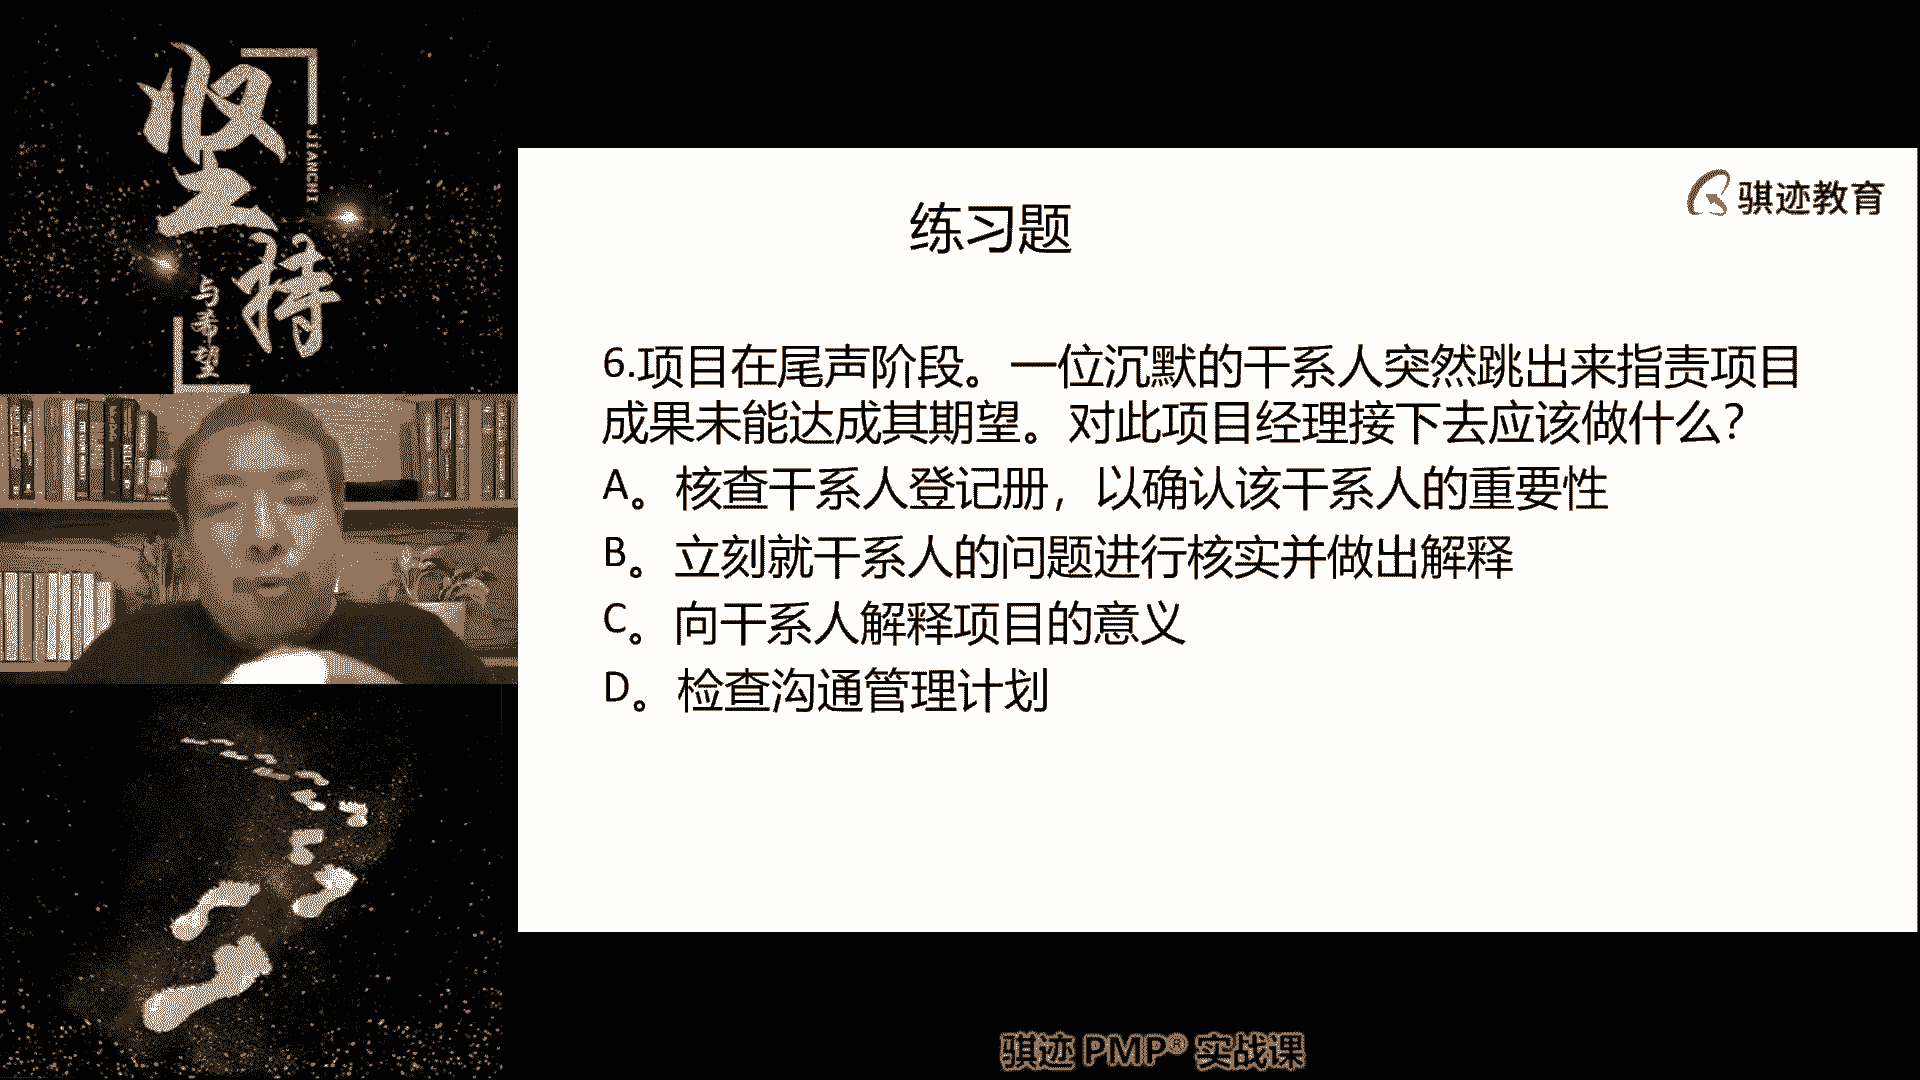 坚持
JIANCHI
与希望
骐迹教育
练习题
6.项目在尾声阶段。一位沉默的干系人突然跳出来指责项目
成果未能达成其期望。对此项目经理接下去应该做什么？
A。核查干系人登记册，以确认该干系人的重要性
B。立刻就干系人的问题进行核实并做出解释
C。向干系人解释项目的意义
D。检查沟通管理计划
骐迹 PMP® 实战课